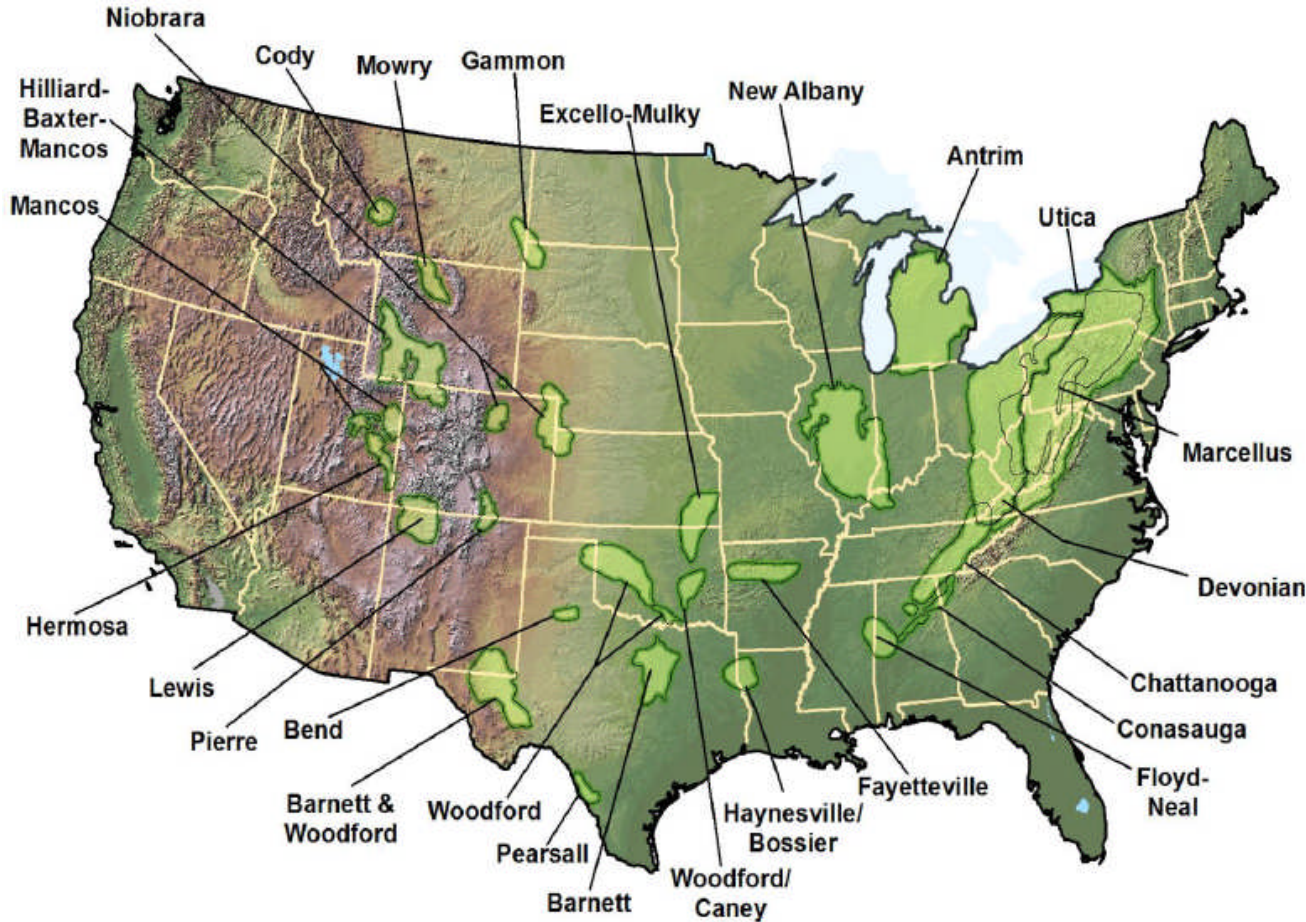 Niobrara
Cody
Mowry
Gammon
Hilliard-
Baxter-
Mancos
Excello-Mulky
New Albany
Antrim
Mancos
Utica
Marcellus
Devonian
Hermosa
Lewis
Chattanooga
Pierre
Bend
Conasauga
Floyd-
Neal
Fayetteville
Barnett &
Woodford
Woodford
Haynesville/
Bossier
Pearsall
Woodford/
Caney
Barnett